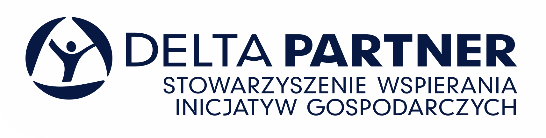 DELTA PARTNER
STOWARZYSZENIE WSPIERANIA
INICJATYW GOSPODARCZYCH